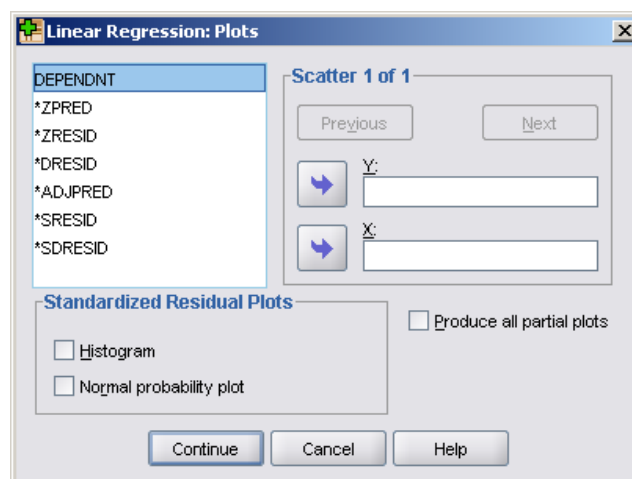 Linear Regression: Plots
DEPENDNT
*ZPRED
*ZRESID
*DRESID
*ADJPRED
*SRESID
*SDRESID
Scatter 1 of 1
Previous
Next
Y:
X:
Standardized Residual Plots
Histogram
Normal probability plot
Produce all partial plots
Continue
Cancel
Help